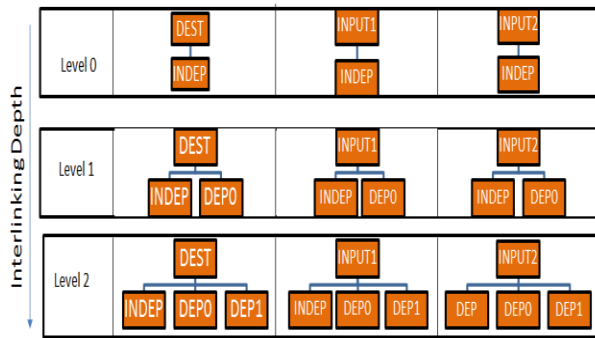 Interlinking Depth
Level 0
DEST
INDEP
INPUT1
INDEP
INPUT2
INDEP
Level 1
DEST
INDEP DEP0
INPUT1
INDEP DEP0
INPUT2
INDEP DEP0
Level 2
DEST
INDEP DEP0 DEP1
INPUT1
INDEP DEP0 DEP1
INPUT2
DEP DEP0 DEP1